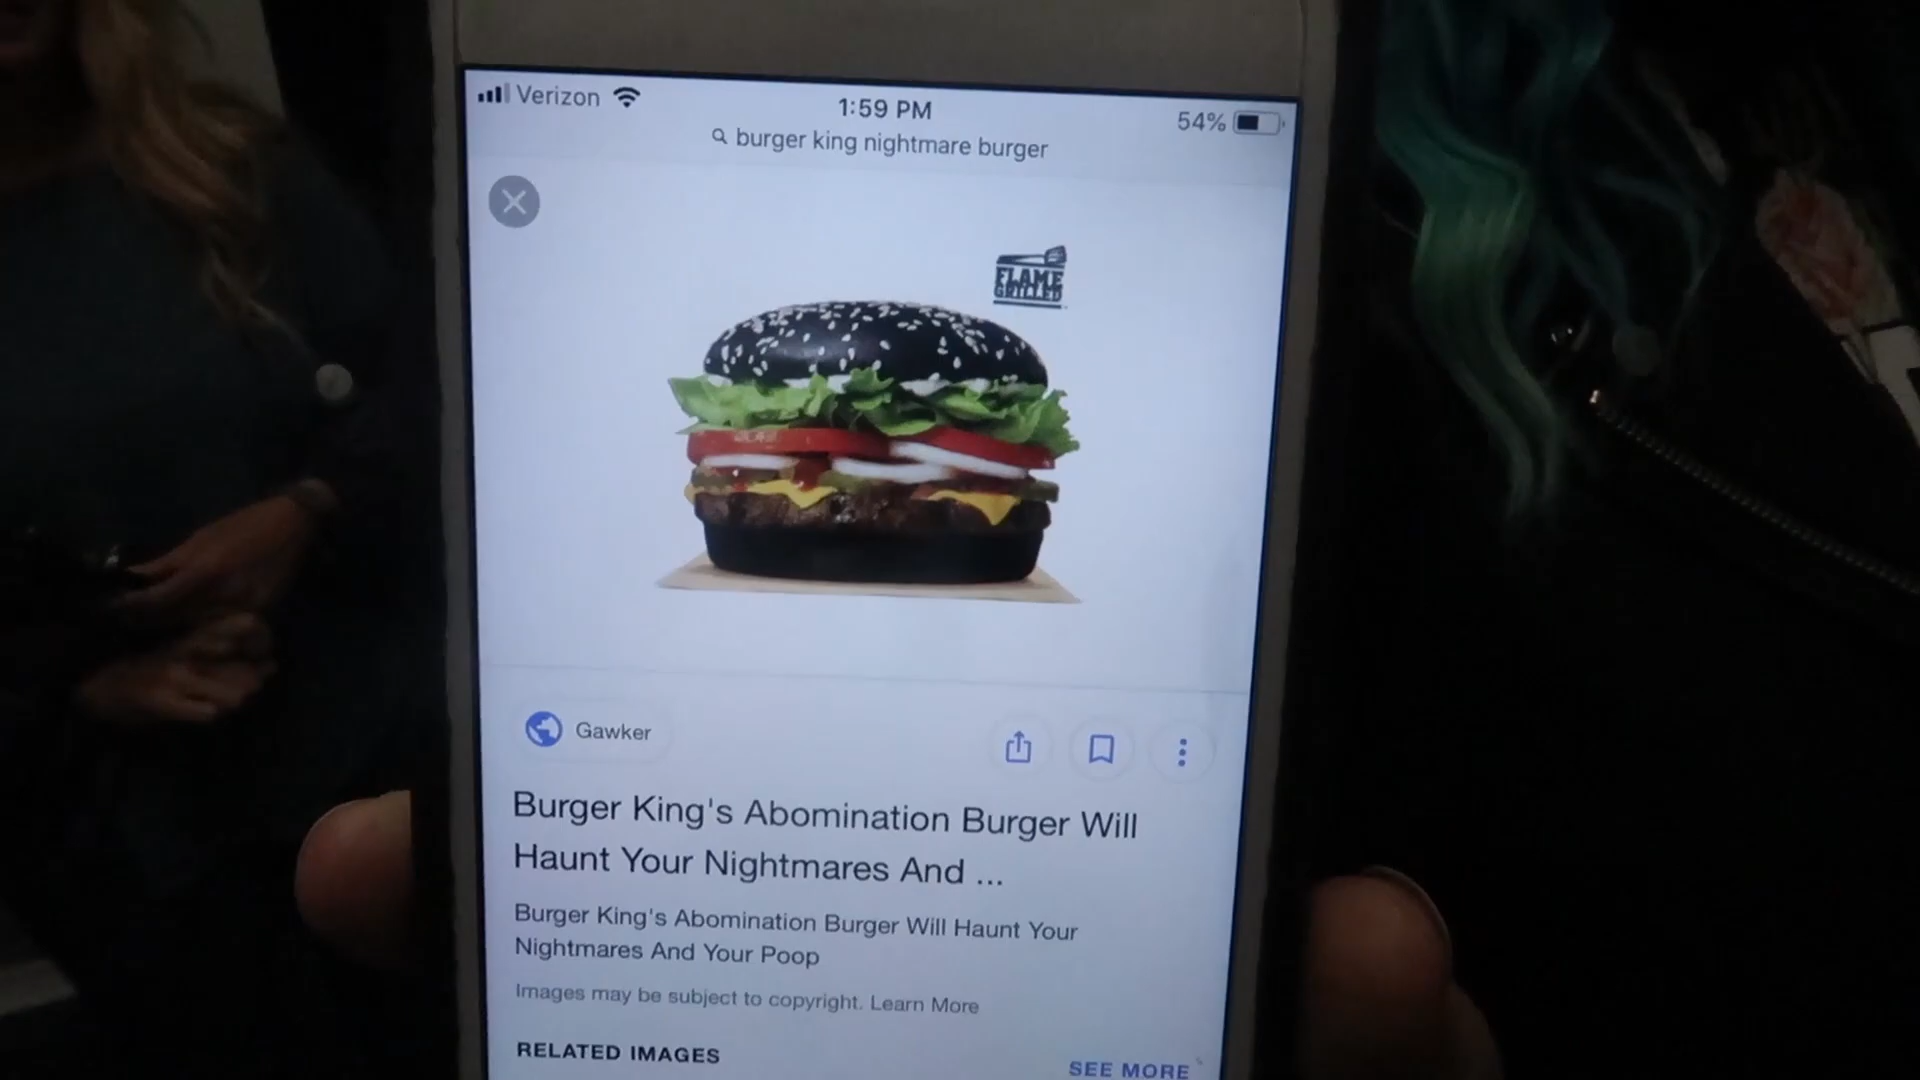 Verizon
1:59 PM
54%
burger king nightmare burger
FLAME
GRILLED
Gawker
Burger King's Abomination Burger Will
Haunt Your Nightmares And ...
Burger King's Abomination Burger Will Haunt Your
Nightmares And Your Poop
Images may be subject to copyright. Learn More
RELATED IMAGES
SEE MORE